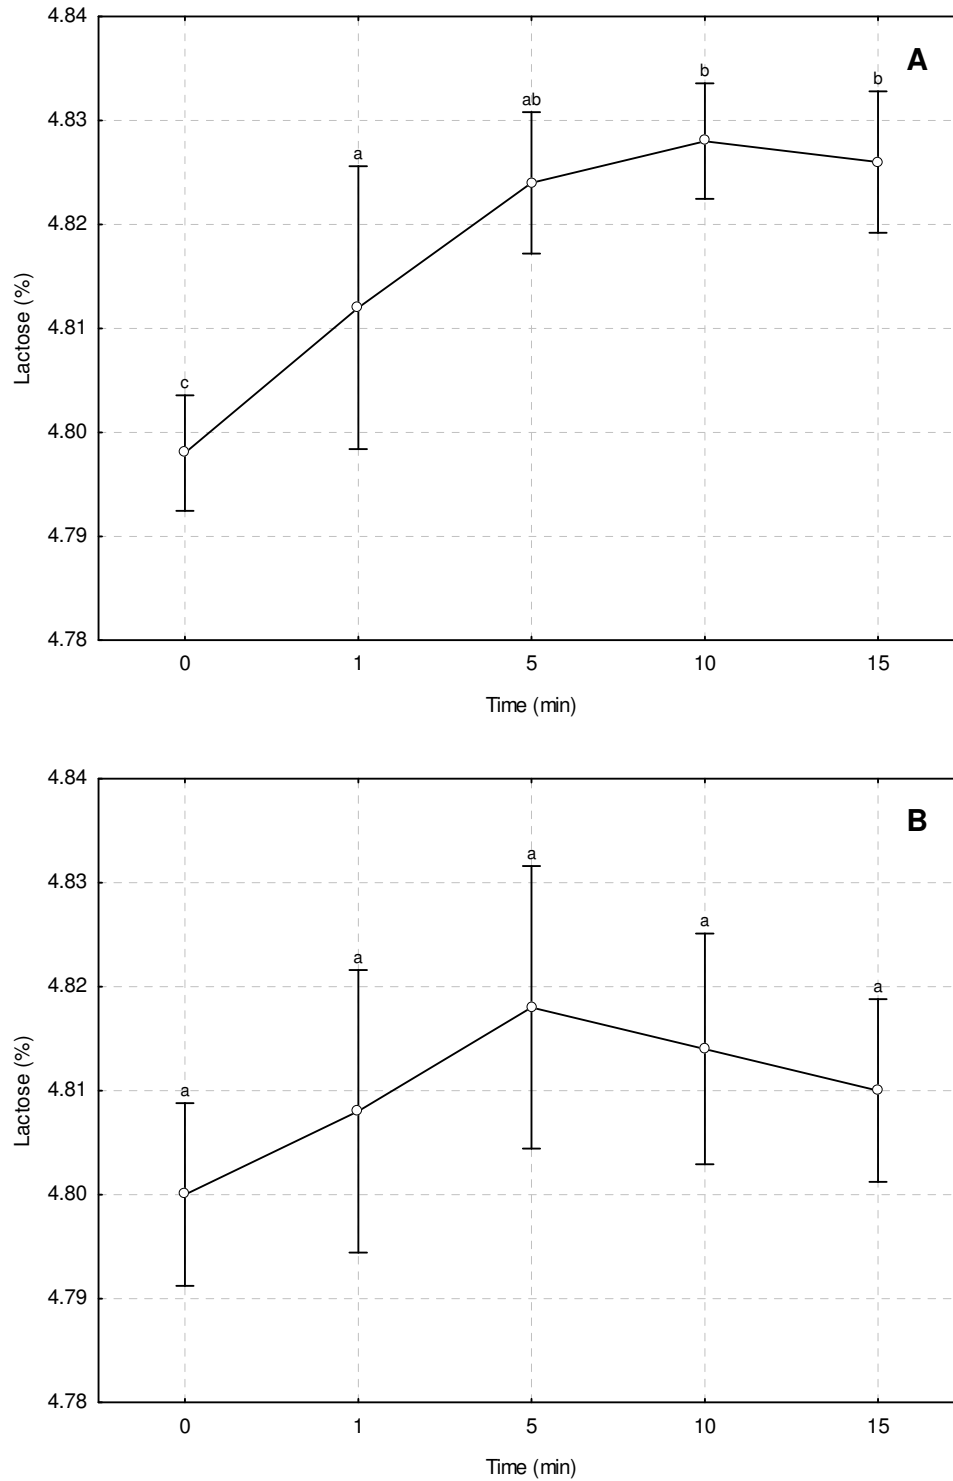 4.84
A
b
b
ab
4.83
a
4.82
Lactose (%)
4.81
c
4.80
4.79
4.78
0 1 5 10 15
Time (min)
4.84
B
a
4.83
a
a
a
4.82
Lactose (%)
4.81
a
4.80
4.79
4.78
0 1 5 10 15
Time (min)